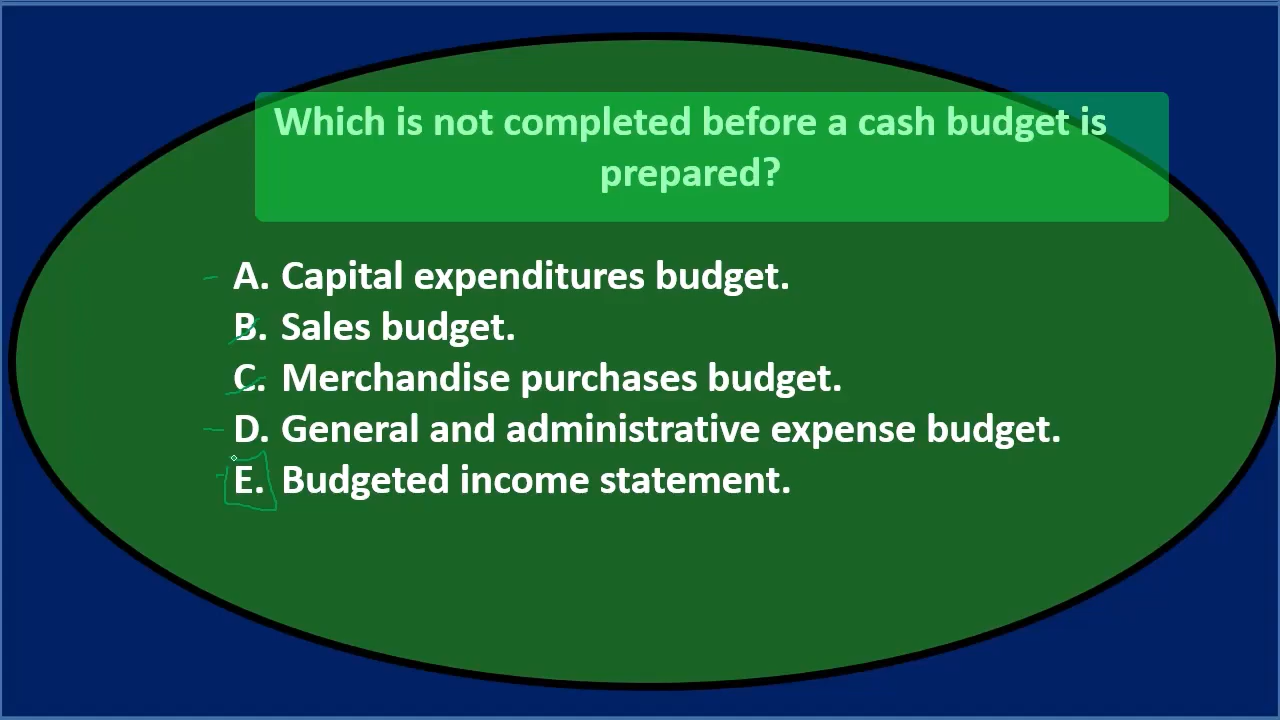 Which is not completed before a cash budget is
prepared?
A. Capital expenditures budget.
B. Sales budget.
C. Merchandise purchases budget.
D. General and administrative expense budget.
E. Budgeted income statement.